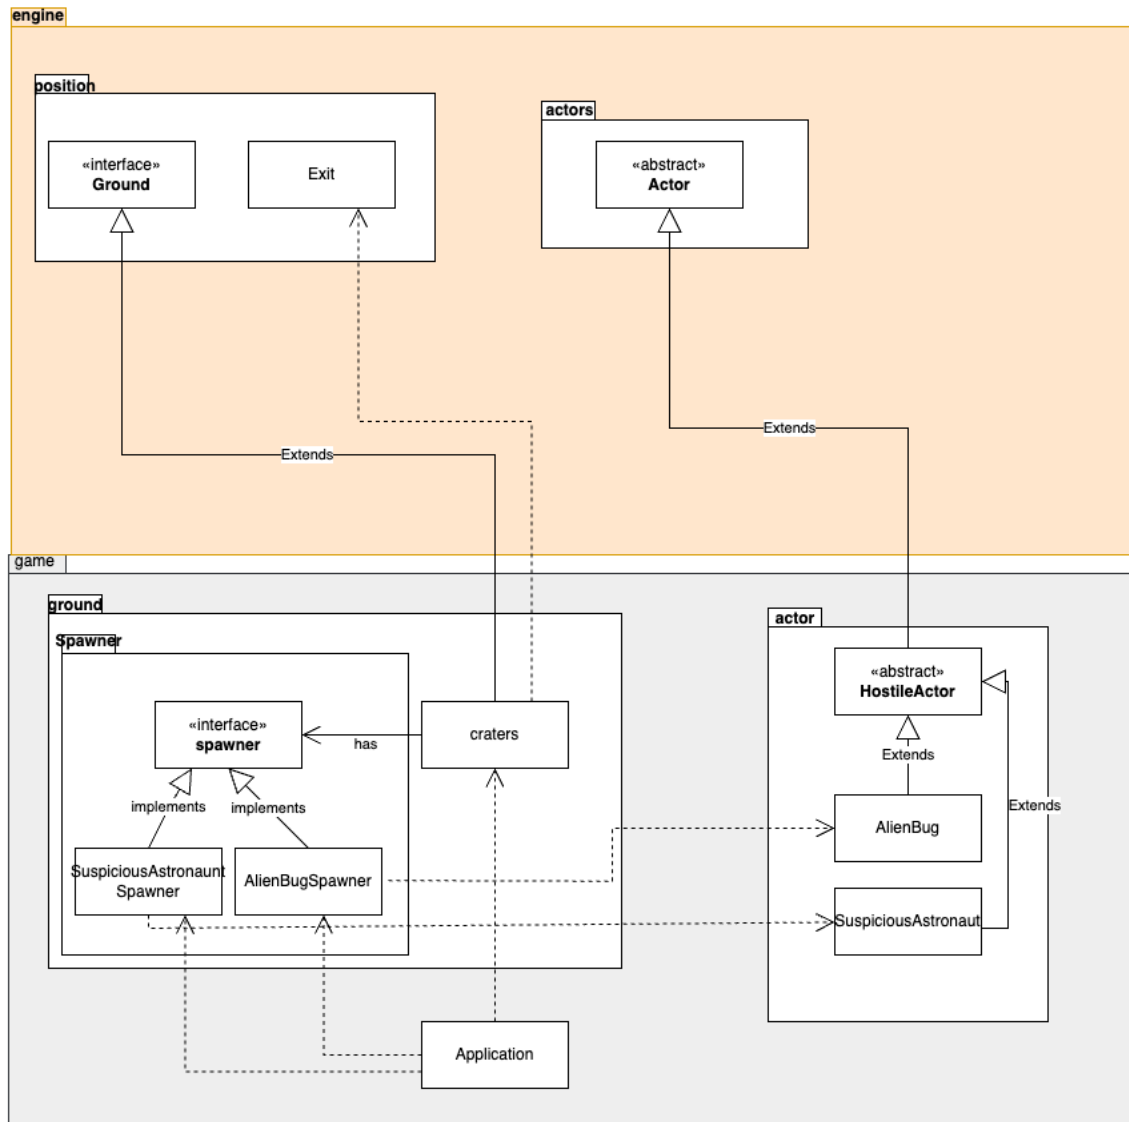 engine
position
«interface»
Ground
Exit
actors
«abstract»
Actor
Extends
Extends
game
ground
Spawner
«interface»
spawner
has
craters
implements
implements
SuspiciousAstronaunt
Spawner
AlienBugSpawner
actor
«abstract»
HostileActor
Extends
Extends
AlienBug
SuspiciousAstronaut
Application